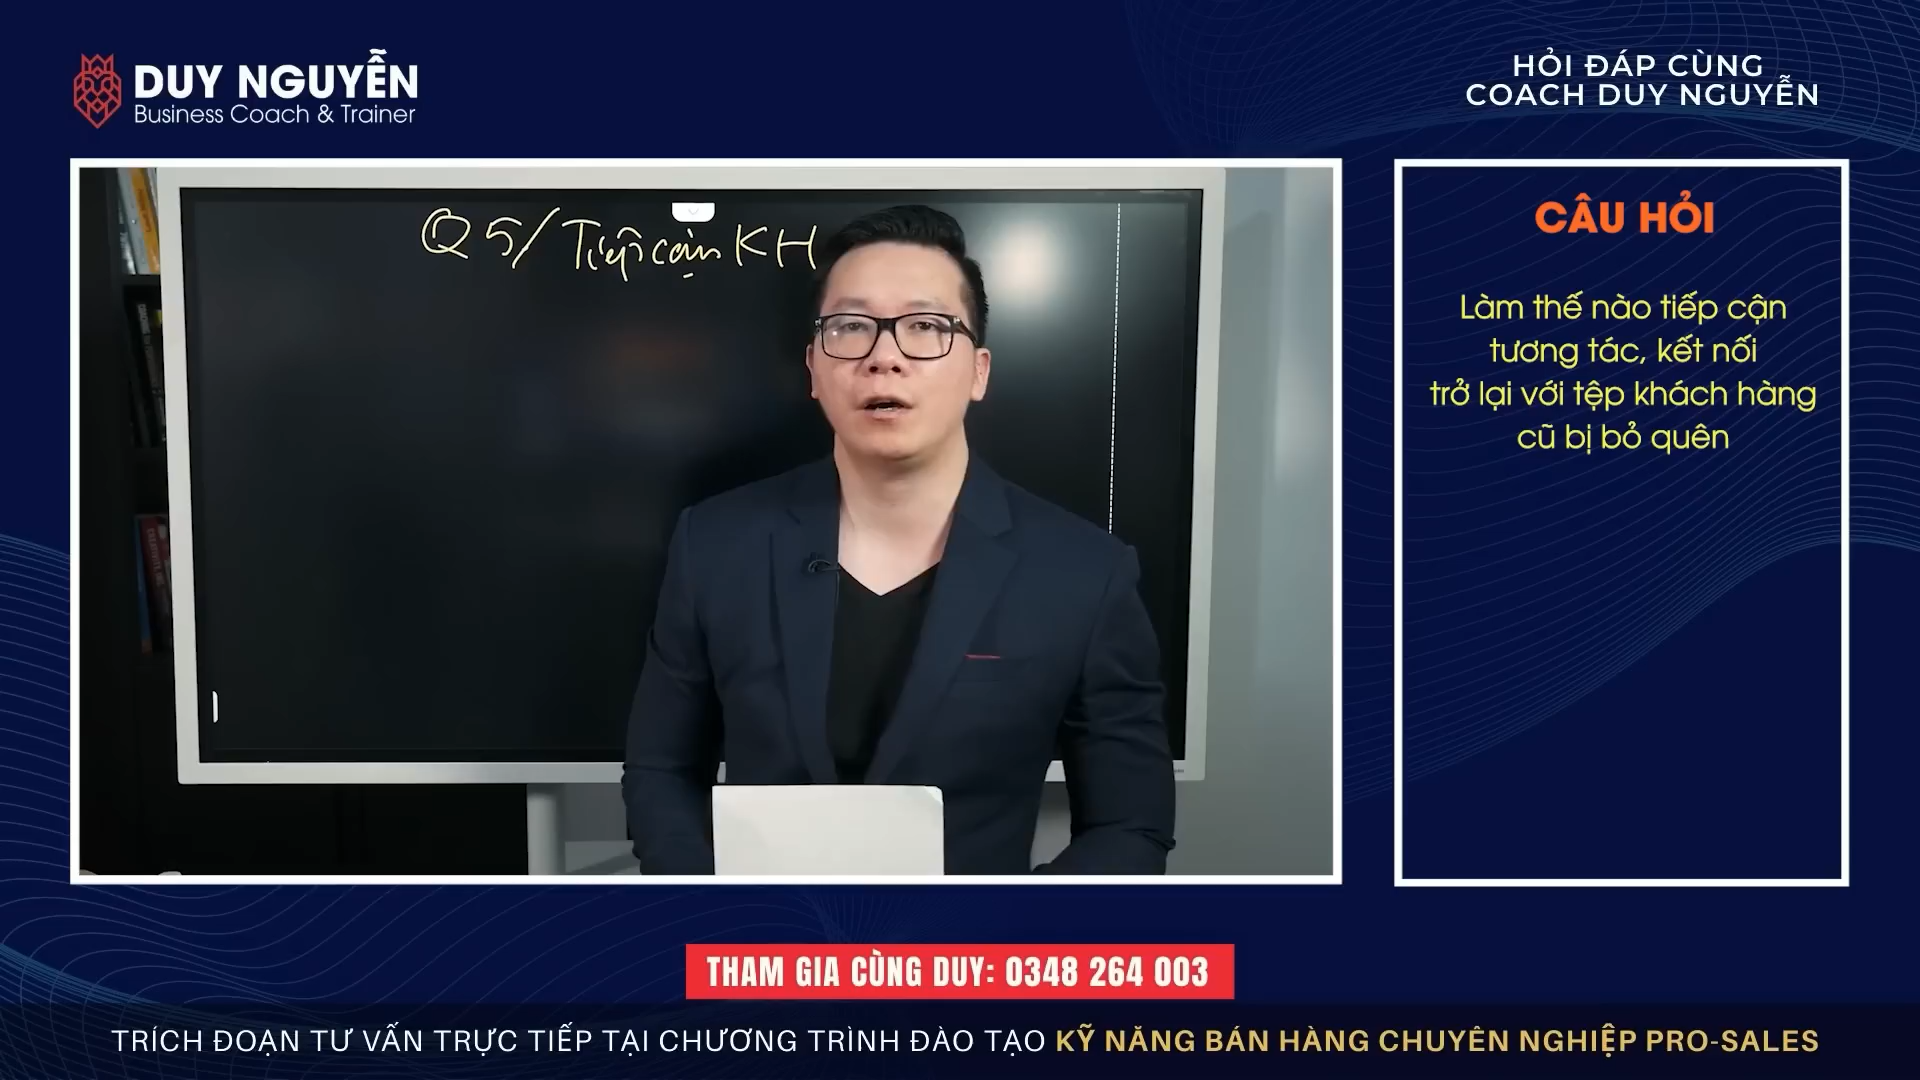 DUY NGUYỄN
Business Coach & Trainer
HỎI ĐÁP CÙNG
COACH DUY NGUYỄN
Q5/ Tiếp cận KH
CÂU HỎI
Làm thế nào tiếp cận
tương tác, kết nối
trở lại với tệp khách hàng
cũ bị bỏ quên
THAM GIA CÙNG DUY: 0348 264 003
TRÍCH ĐOẠN TƯ VẤN TRỰC TIẾP TẠI CHƯƠNG TRÌNH ĐÀO TẠO KỸ NĂNG BÁN HÀNG CHUYÊN NGHIỆP PRO-SALES